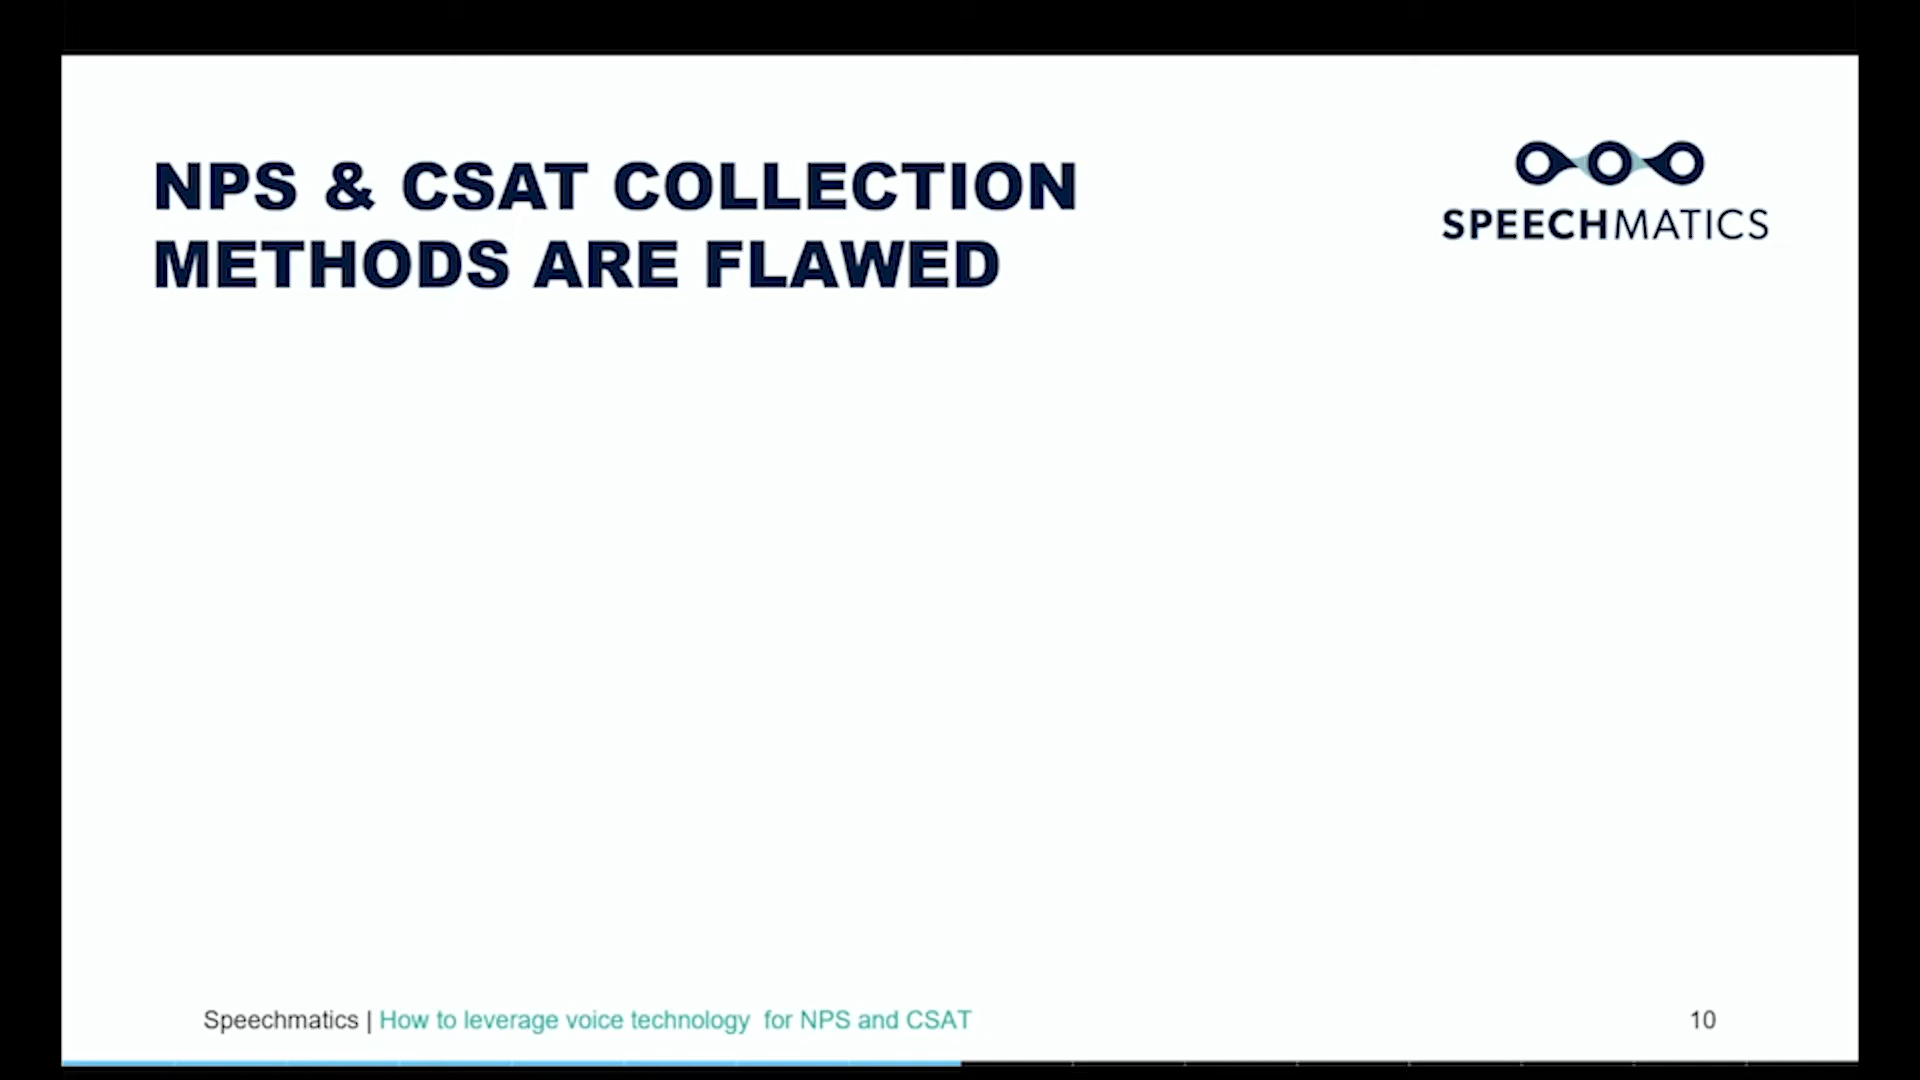 NPS & CSAT COLLECTION
METHODS ARE FLAWED
SPEECHMATICS
Speechmatics | How to leverage voice technology  for NPS and CSAT
10